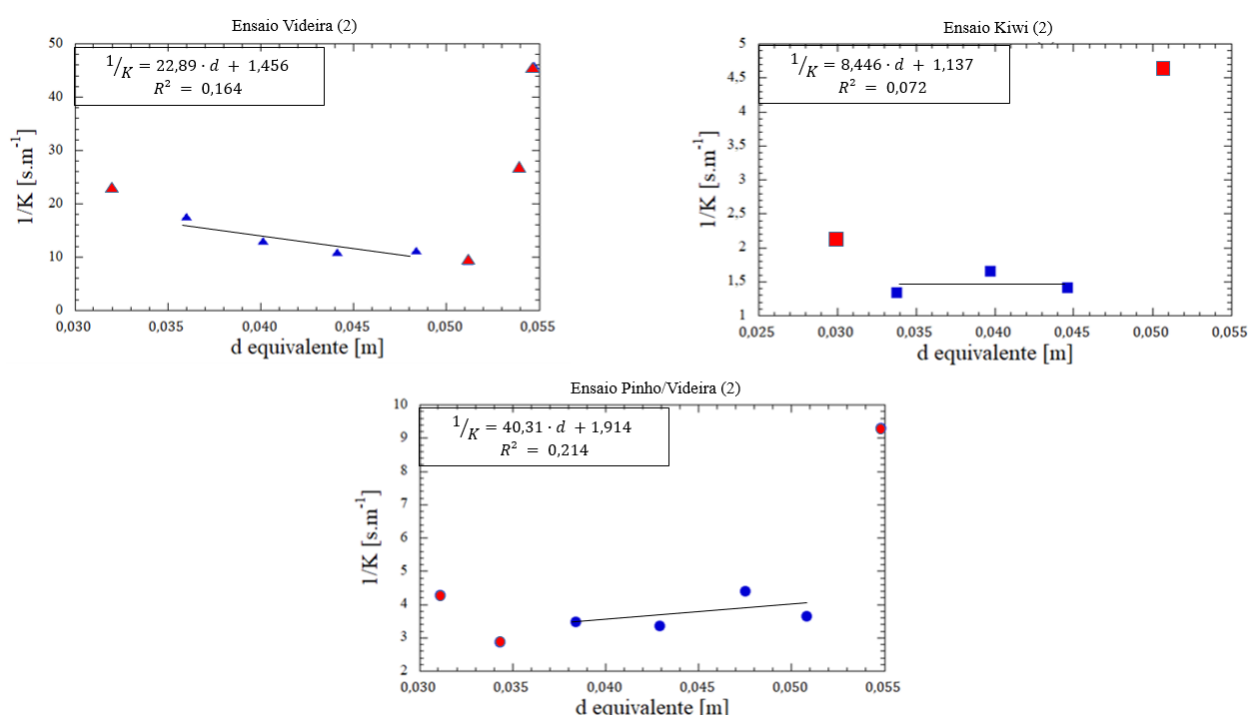 Ensaio Videira (2)
1/K = 22,89 · d + 1,456
R² = 0,164
50
40
30
20
10
0
1/K [s.m⁻¹]
0,030 0,035 0,040 0,045 0,050 0,055
d equivalente [m]
Ensaio Kiwi (2)
1/K = 8,446 · d + 1,137
R² = 0,072
5
4,5
4
3,5
3
2,5
2
1,5
1
1/K [s.m⁻¹]
0,025 0,030 0,035 0,040 0,045 0,050 0,055
d equivalente [m]
Ensaio Pinho/Videira (2)
1/K = 40,31 · d + 1,914
R² = 0,214
10
9
8
7
6
5
4
3
2
1/K [s.m⁻¹]
0,030 0,035 0,040 0,045 0,050 0,055
d equivalente [m]